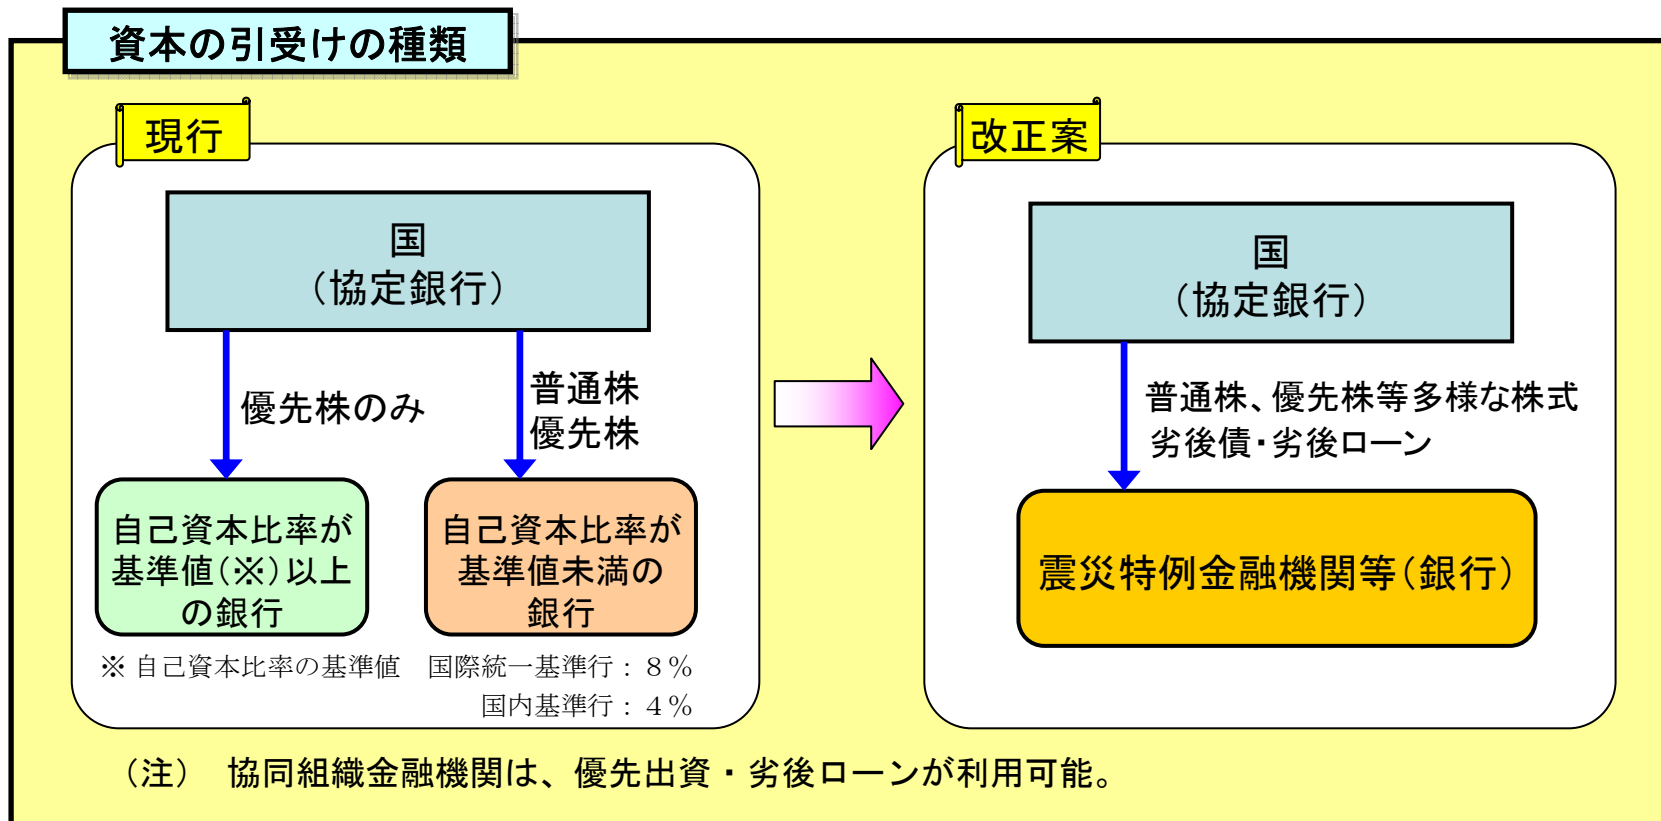 資本の引受けの種類
現行
国
（協定銀行）
優先株のみ
普通株
優先株
自己資本比率が
基準値(※)以上
の銀行
自己資本比率が
基準値未満の
銀行
※ 自己資本比率の基準値　国際統一基準行：８％
国内基準行：４％
改正案
国
（協定銀行）
普通株、優先株等多様な株式
劣後債・劣後ローン
震災特例金融機関等（銀行）
（注）　協同組織金融機関は、優先出資・劣後ローンが利用可能。